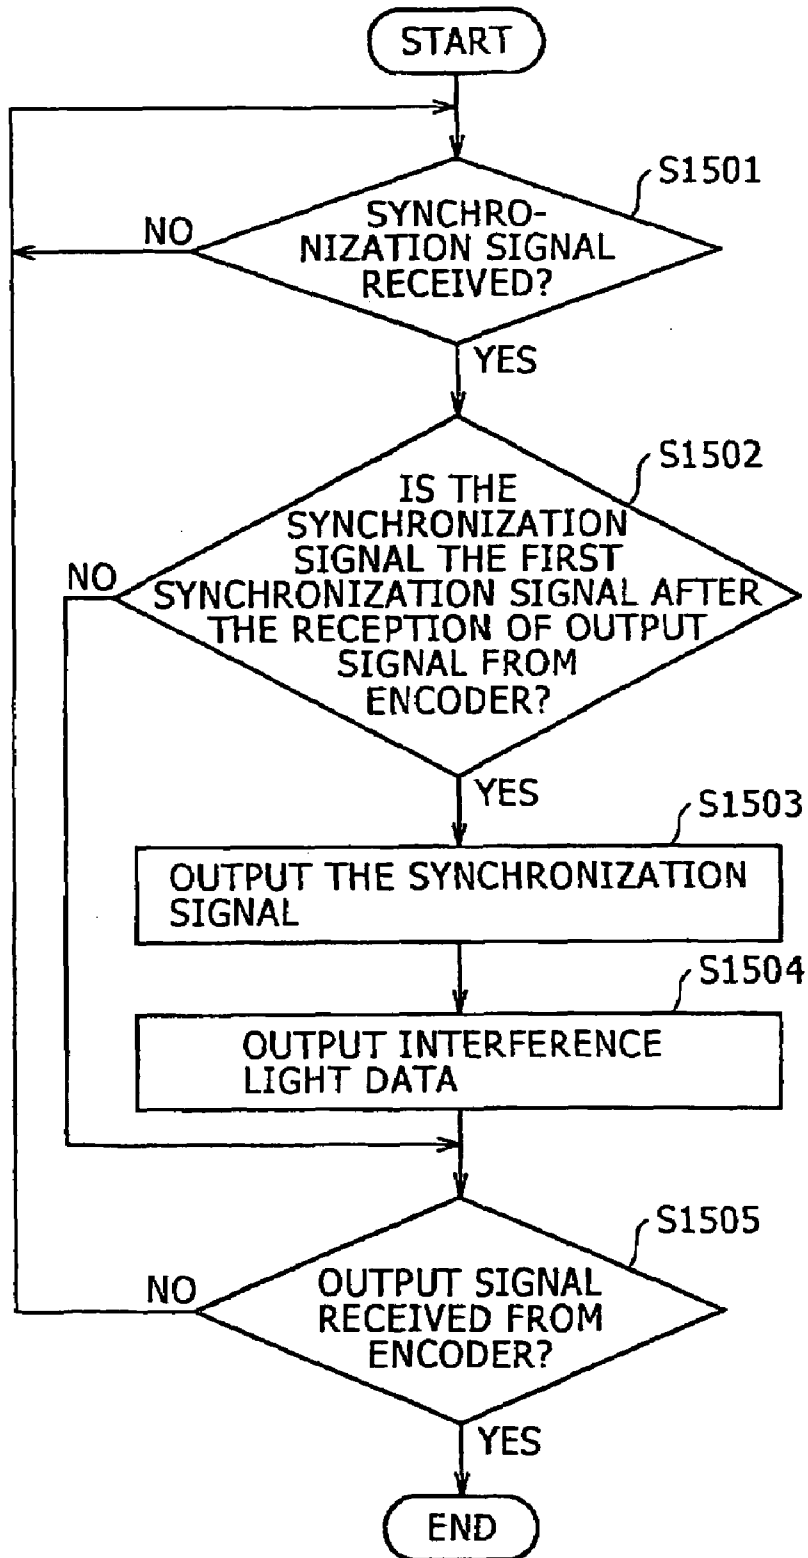 START
S1501
SYNCHRO-
NIZATION SIGNAL
RECEIVED?
NO
YES
S1502
IS THE
SYNCHRONIZATION
SIGNAL THE FIRST
SYNCHRONIZATION SIGNAL AFTER
THE RECEPTION OF OUTPUT
SIGNAL FROM
ENCODER?
NO
YES
S1503
OUTPUT THE SYNCHRONIZATION
SIGNAL
S1504
OUTPUT INTERFERENCE
LIGHT DATA
S1505
OUTPUT SIGNAL
RECEIVED FROM
ENCODER?
NO
YES
END